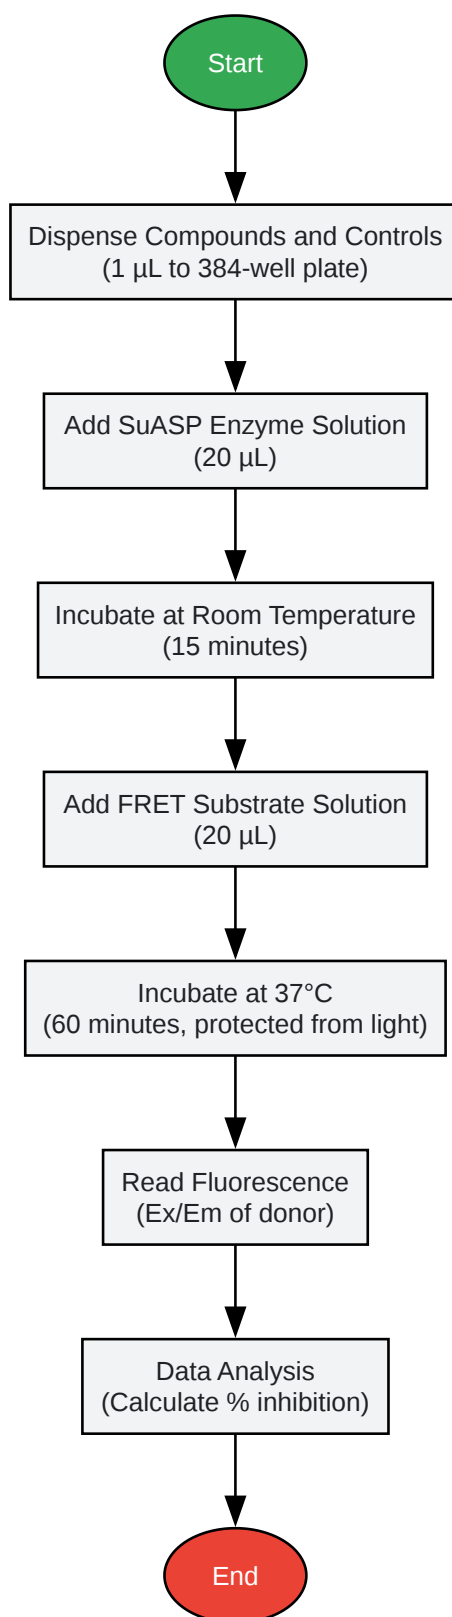 Start
Dispense Compounds and Controls
(1 µL to 384-well plate)
Add SuASP Enzyme Solution
(20 µL)
Incubate at Room Temperature
(15 minutes)
Add FRET Substrate Solution
(20 µL)
Incubate at 37°C
(60 minutes, protected from light)
Read Fluorescence
(Ex/Em of donor)
Data Analysis
(Calculate % inhibition)
End